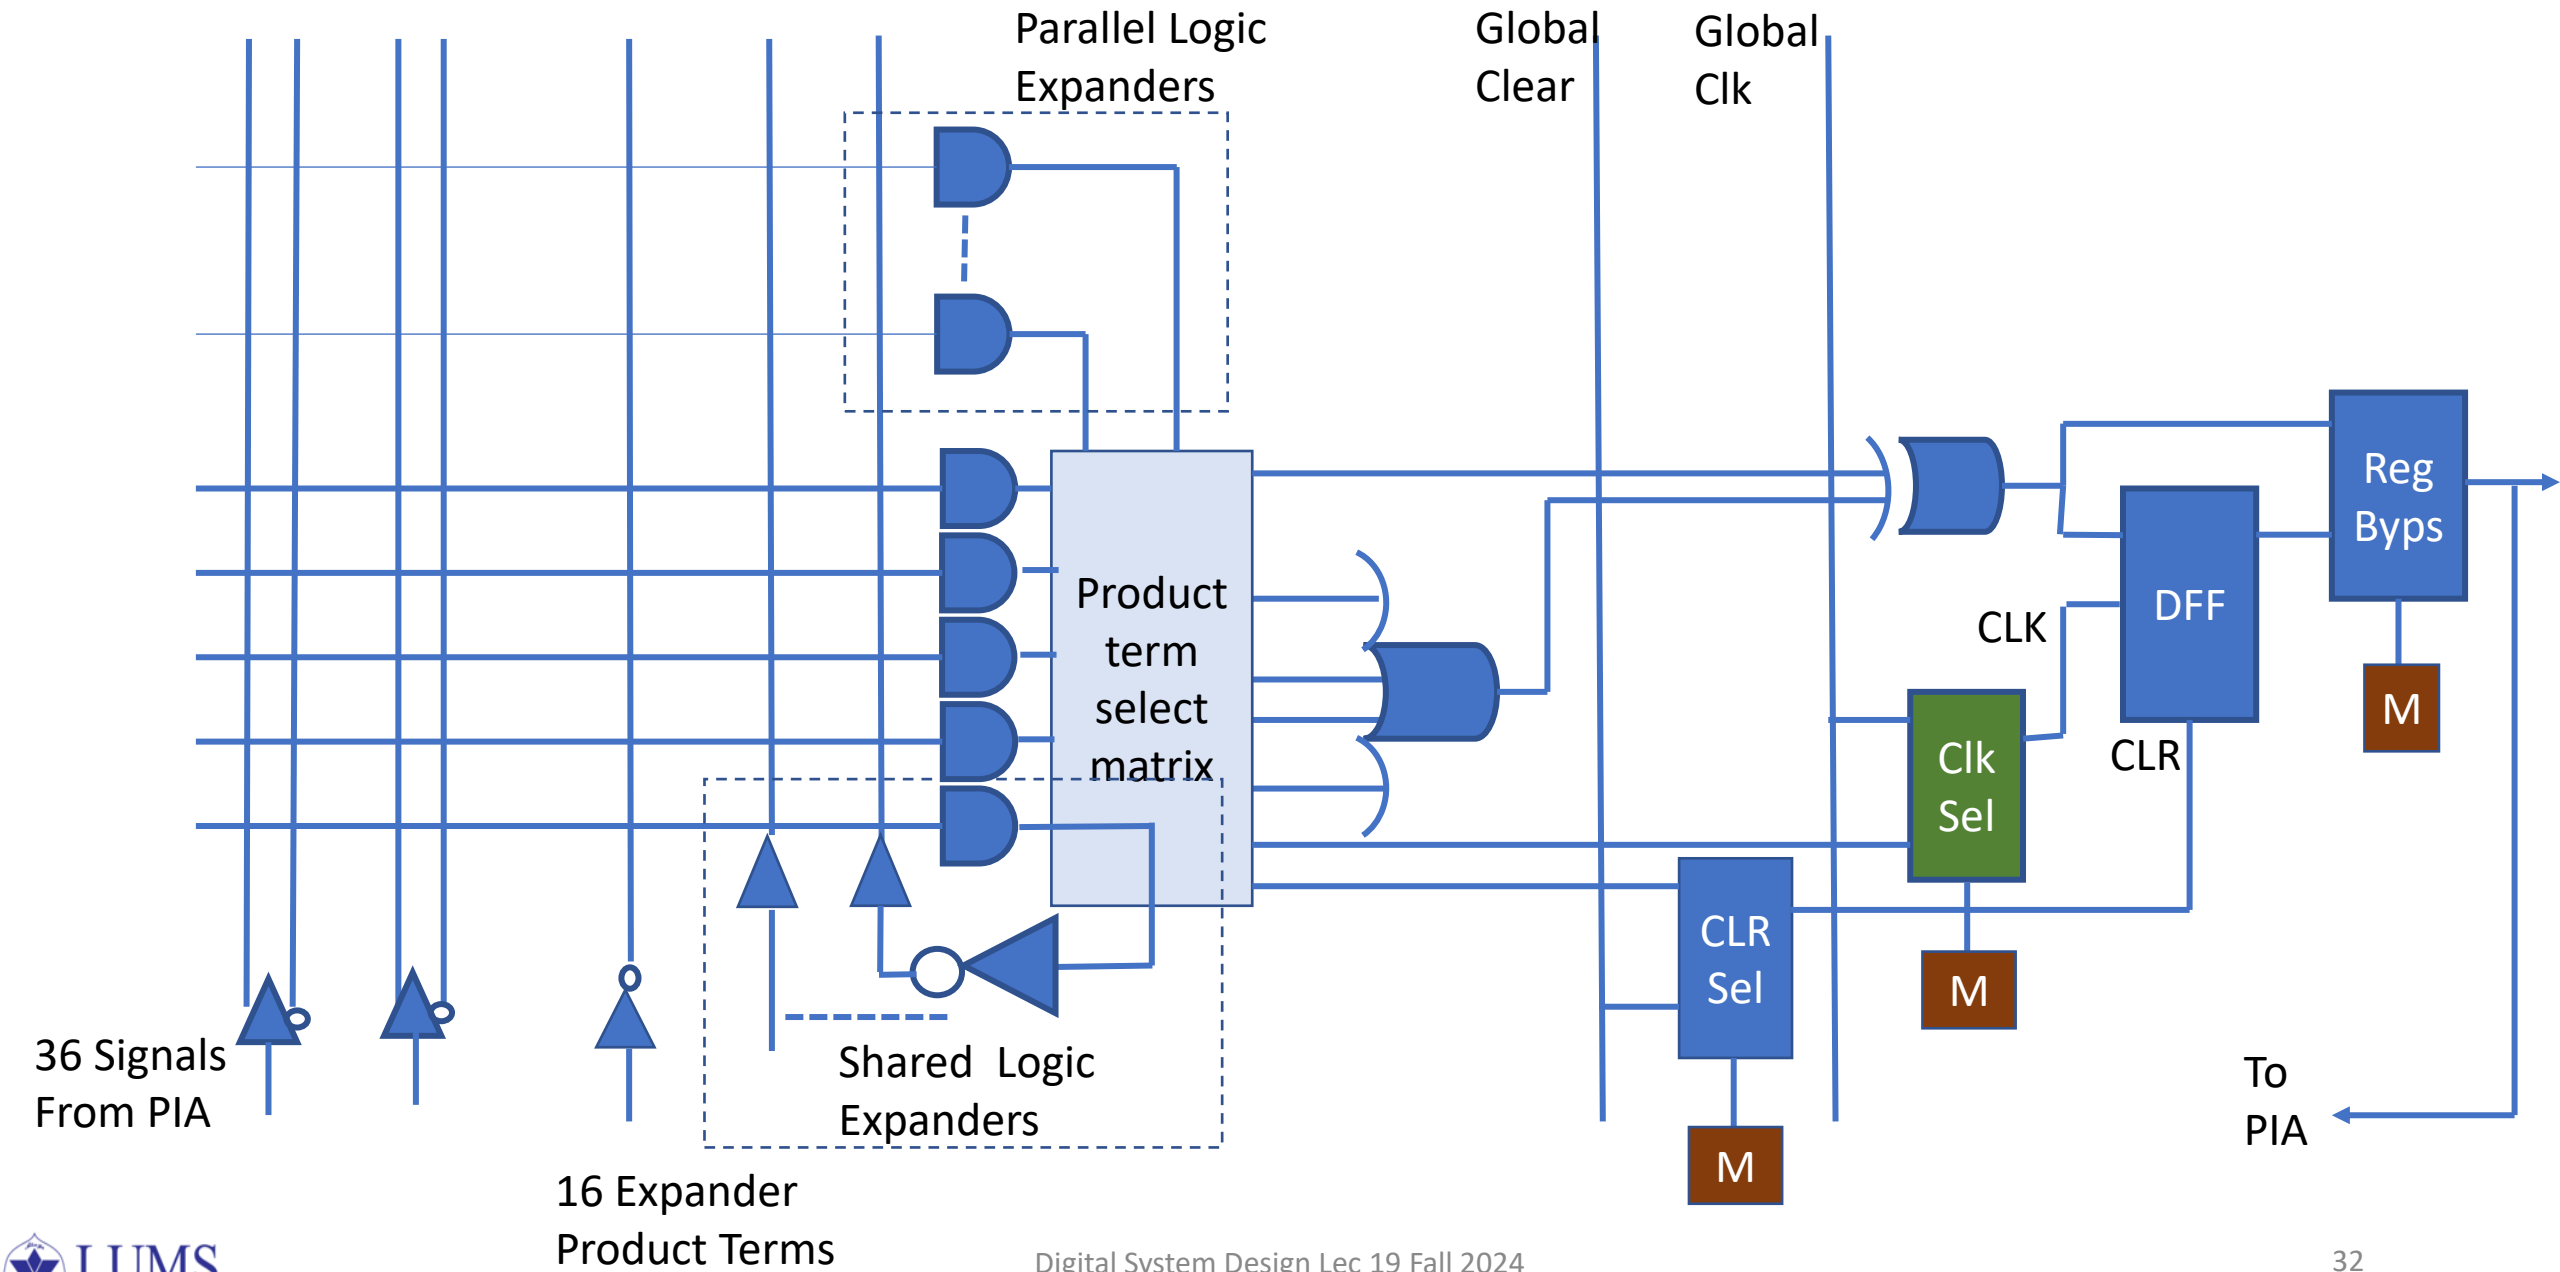 Parallel Logic
Expanders
Global
Clear
Global
Clk
Reg
Byps
Product
term
select
matrix
DFF
CLK
M
Clk
Sel
CLR
CLR
Sel
M
36 Signals
From PIA
Shared Logic
Expanders
To
PIA
M
16 Expander
Product Terms
LUMS
Digital System Design Lec 19 Fall 2024
32